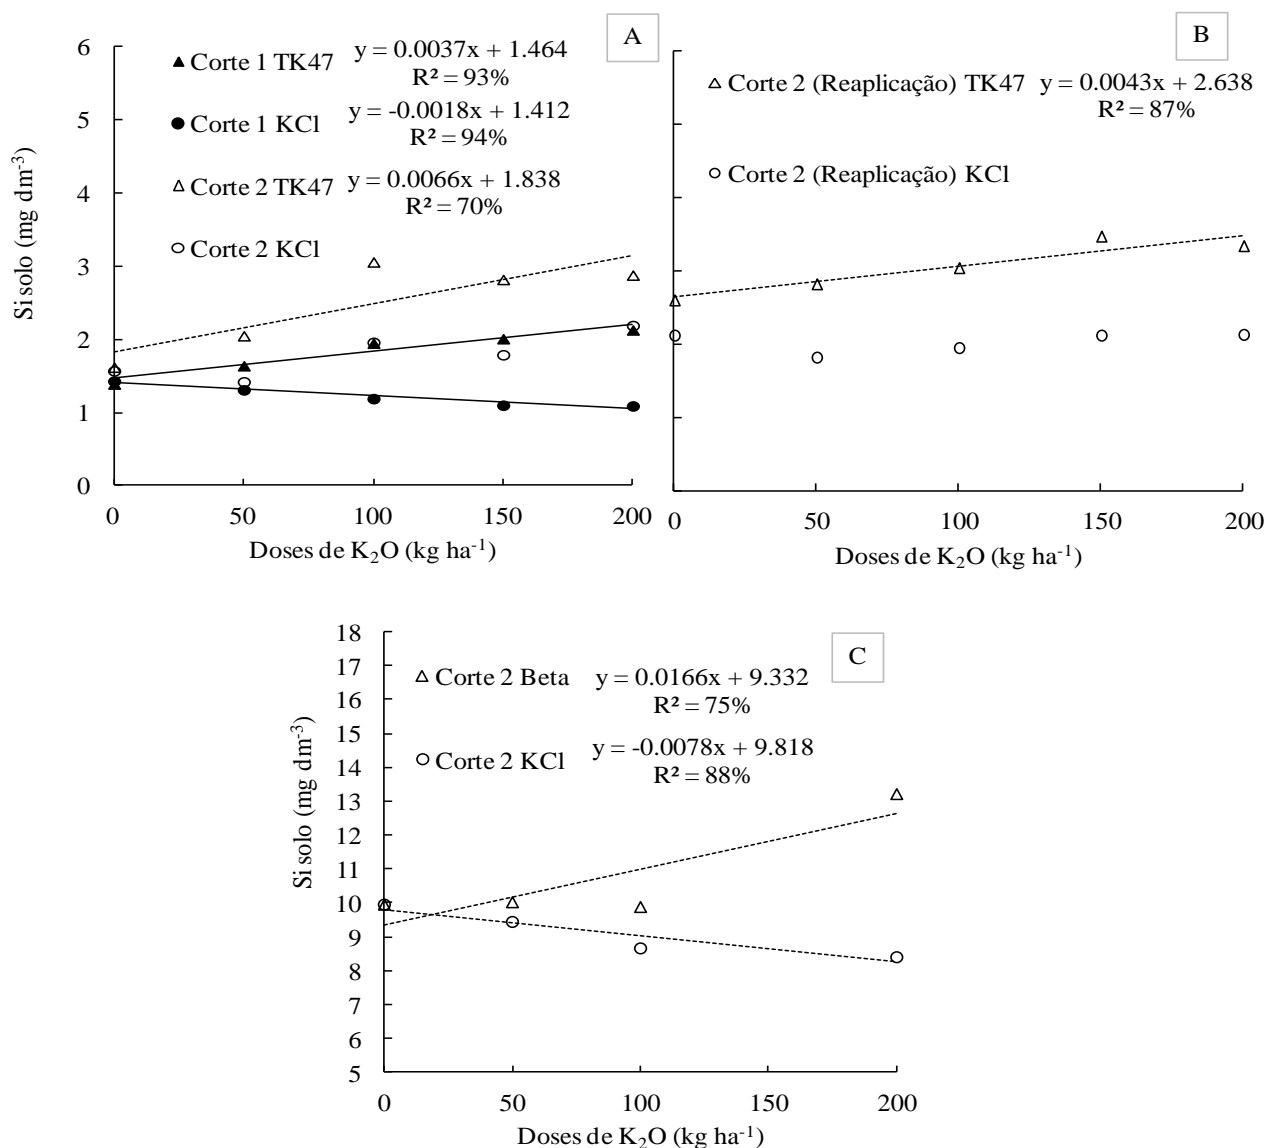 A
Si solo (mg dm⁻³)
6
5
4
3
2
1
0
Corte 1 TK47 y = 0.0037x + 1.464
R² = 93%
Corte 1 KCl y = -0.0018x + 1.412
R² = 94%
Corte 2 TK47 y = 0.0066x + 1.838
R² = 70%
Corte 2 KCl
0 50 100 150 200
Doses de K₂O (kg ha⁻¹)
B
Corte 2 (Reaplicação) TK47 y = 0.0043x + 2.638
R² = 87%
Corte 2 (Reaplicação) KCl
0 50 100 150 200
Doses de K₂O (kg ha⁻¹)
C
Si solo (mg dm⁻³)
18
17
16
15
14
13
12
11
10
9
8
7
6
5
Corte 2 Beta y = 0.0166x + 9.332
R² = 75%
Corte 2 KCl y = -0.0078x + 9.818
R² = 88%
0 50 100 150 200
Doses de K₂O (kg ha⁻¹)